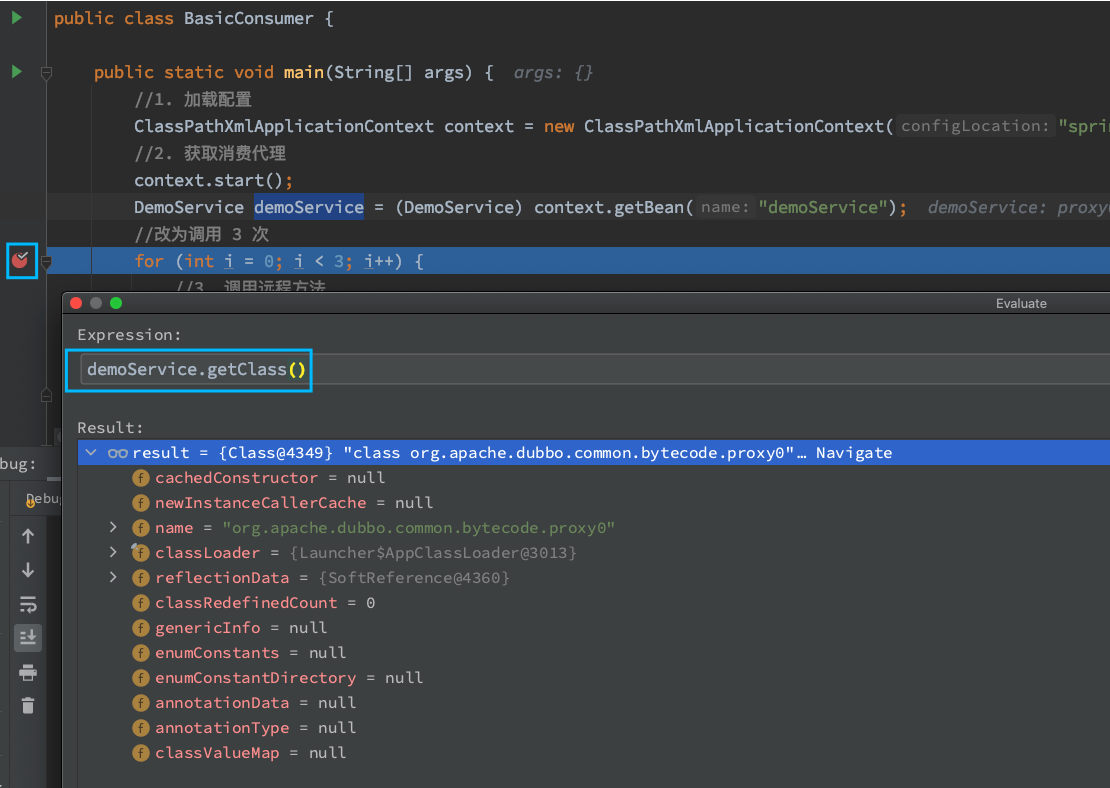 public class BasicConsumer {
public static void main(String[] args) { args: {}
//1. 加载配置
ClassPathXmlApplicationContext context = new ClassPathXmlApplicationContext( configLocation: "spri
//2. 获取消费代理
context.start();
DemoService demoService = (DemoService) context.getBean( name: "demoService"); demoService: proxy
//改为调用 3 次
for (int i = 0; i < 3; i++) {
//3. 调用远程方法
Evaluate
Expression:
demoService.getClass()
Result:
bug:
result = {Class@4349} "class org.apache.dubbo.common.bytecode.proxy0"… Navigate
cachedConstructor = null
Debug
newInstanceCallerCache = null
name = "org.apache.dubbo.common.bytecode.proxy0"
classLoader = {Launcher$AppClassLoader@3013}
reflectionData = {SoftReference@4360}
classRedefinedCount = 0
genericInfo = null
enumConstants = null
enumConstantDirectory = null
annotationData = null
annotationType = null
classValueMap = null